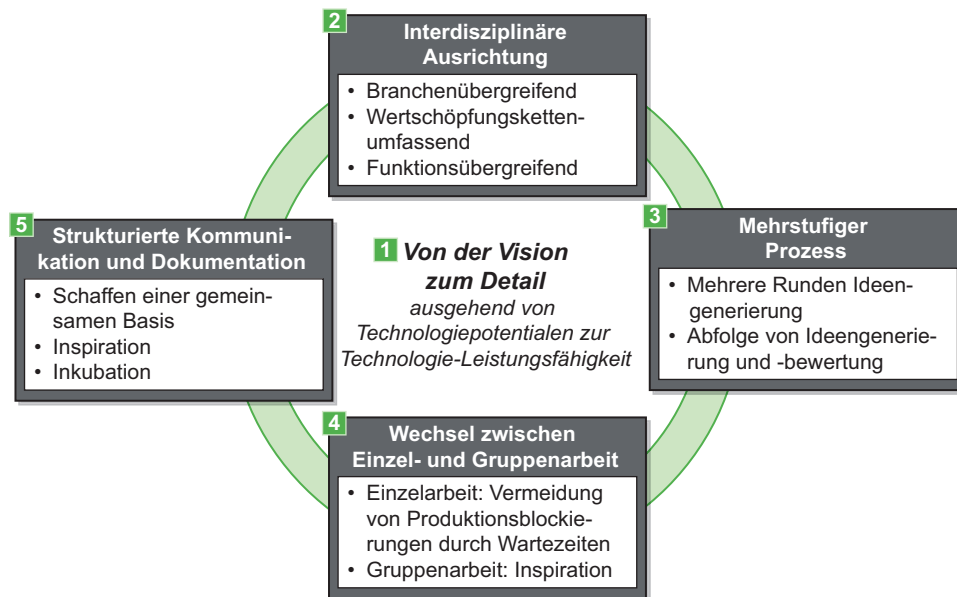 1 Von der Vision
zum Detail
ausgehend von
Technologiepotentialen zur
Technologie-Leistungsfähigkeit
2 Interdisziplinäre
Ausrichtung
• Branchenübergreifend
• Wertschöpfungsketten-
umfassend
• Funktionsübergreifend
3 Mehrstufiger
Prozess
• Mehrere Runden Ideen-
generierung
• Abfolge von Ideengenerie-
rung und -bewertung
4 Wechsel zwischen
Einzel- und Gruppenarbeit
• Einzelarbeit: Vermeidung
von Produktionsblockie-
rungen durch Wartezeiten
• Gruppenarbeit: Inspiration
5 Strukturierte Kommuni-
kation und Dokumentation
• Schaffen einer gemein-
samen Basis
• Inspiration
• Inkubation